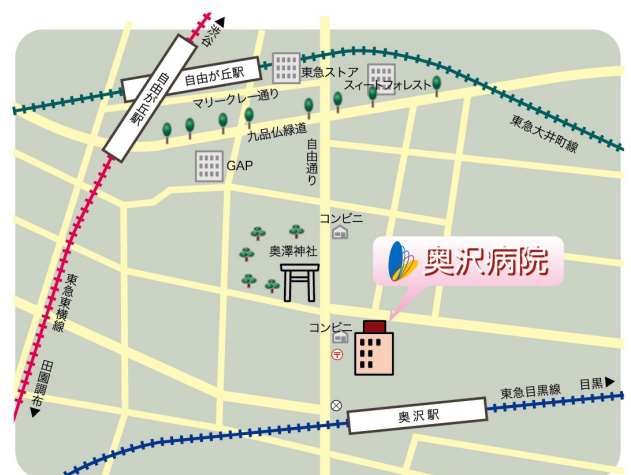 渋谷
自由が丘駅
自由が丘駅
東急ストア
スィートフォレスト
マリークレー通り
九品仏緑道
自由通り
東急大井町線
GAP
コンビニ
奥澤神社
奥沢病院
東急東横線
コンビニ
〒
田園調布
奥沢駅
東急目黒線
目黒